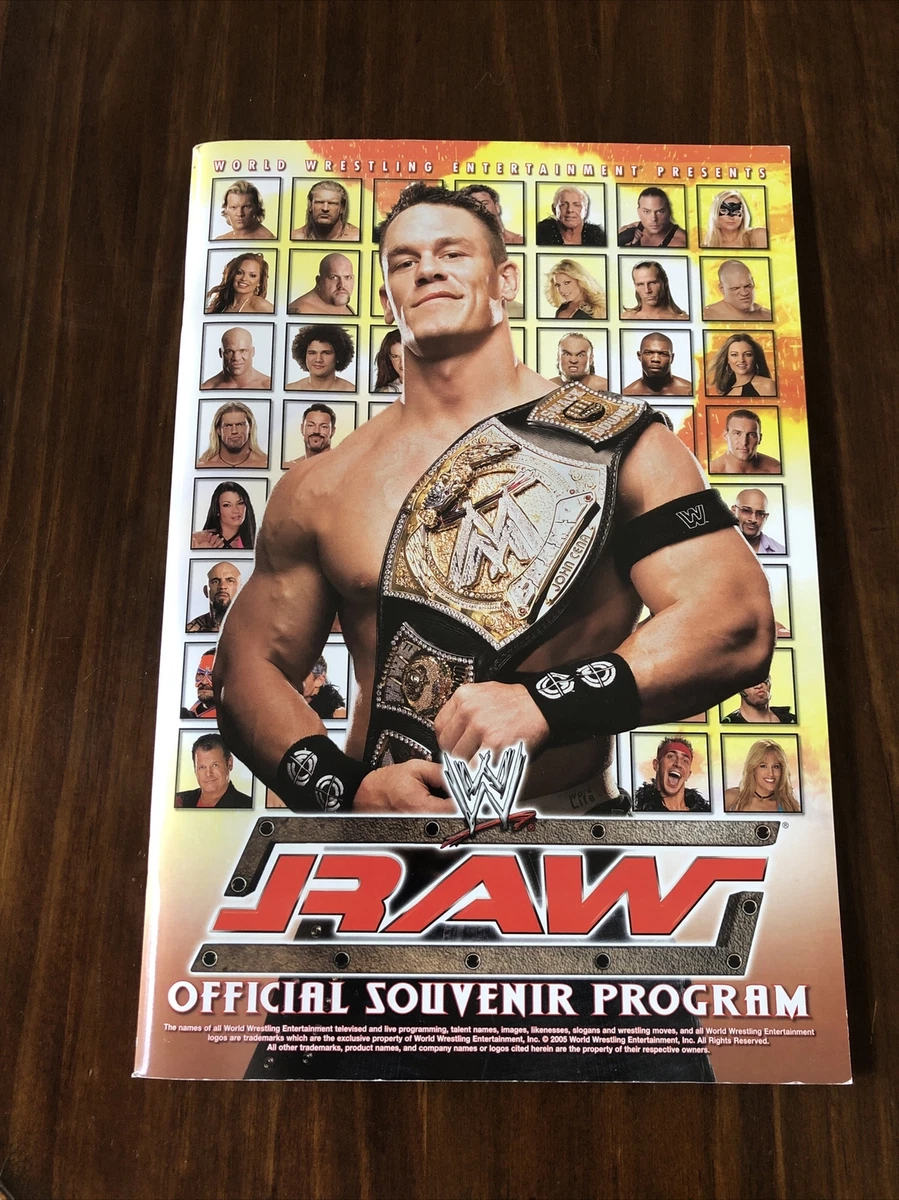 WORLD WRESTLING ENTERTAINMENT PRESENTS
JOHN CENA
W
RAW®
OFFICIAL SOUVENIR PROGRAM
The names of all World Wrestling Entertainment televised and live programming, talent names, images, likenesses, slogans and wrestling moves, and all World Wrestling Entertainment
logos are trademarks which are the exclusive property of World Wrestling Entertainment, Inc. © 2005 World Wrestling Entertainment, Inc. All Rights Reserved.
All other trademarks, product names, and company names or logos cited herein are the property of their respective owners.